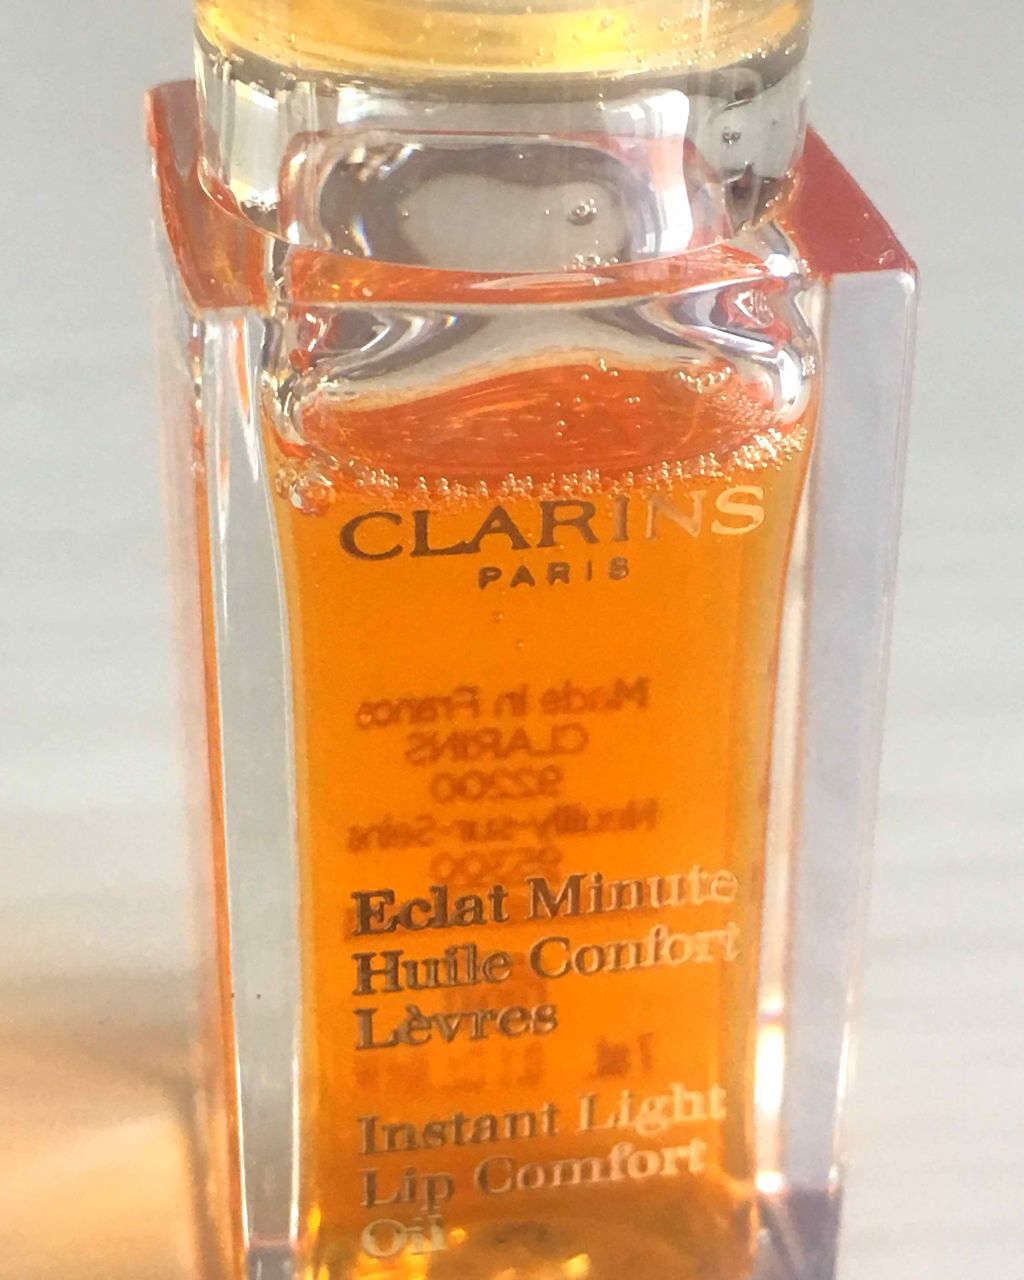 CLARINS
PARIS
Made in France
CLARINS
92200
Neuilly-sur-Seine
Eclat Minute
Huile Confort
Lèvres
Instant Light
Lip Comfort
Oil